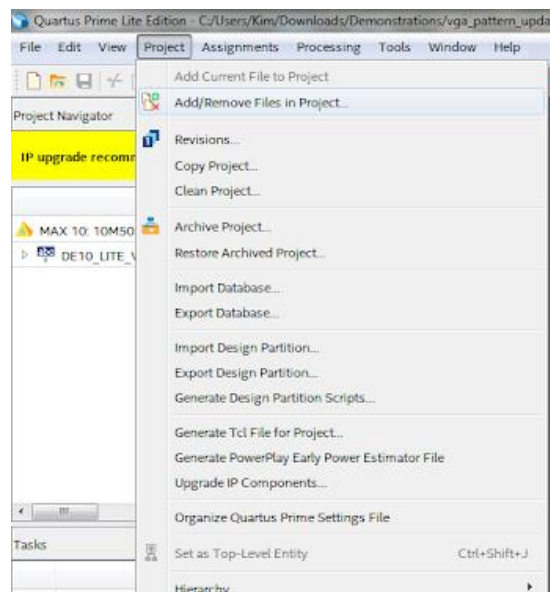 Quartus Prime Lite Edition - C:/Users/Kim/Downloads/Demonstrations/vga_pattern_upda
File Edit View Project Assignments Processing Tools Window Help
Add Current File to Project
Project Navigator
Add/Remove Files in Project...
IP upgrade recomm
Revisions...
Copy Project...
Clean Project...
MAX 10: 10M50
Archive Project...
DE10_LITE_V
Restore Archived Project...
Import Database...
Export Database...
Import Design Partition...
Export Design Partition...
Generate Design Partition Scripts...
Generate Tcl File for Project...
Generate PowerPlay Early Power Estimator File
Upgrade IP Components...
Organize Quartus Prime Settings File
Tasks
Set as Top-Level Entity Ctrl+Shift+J
Hierarchy